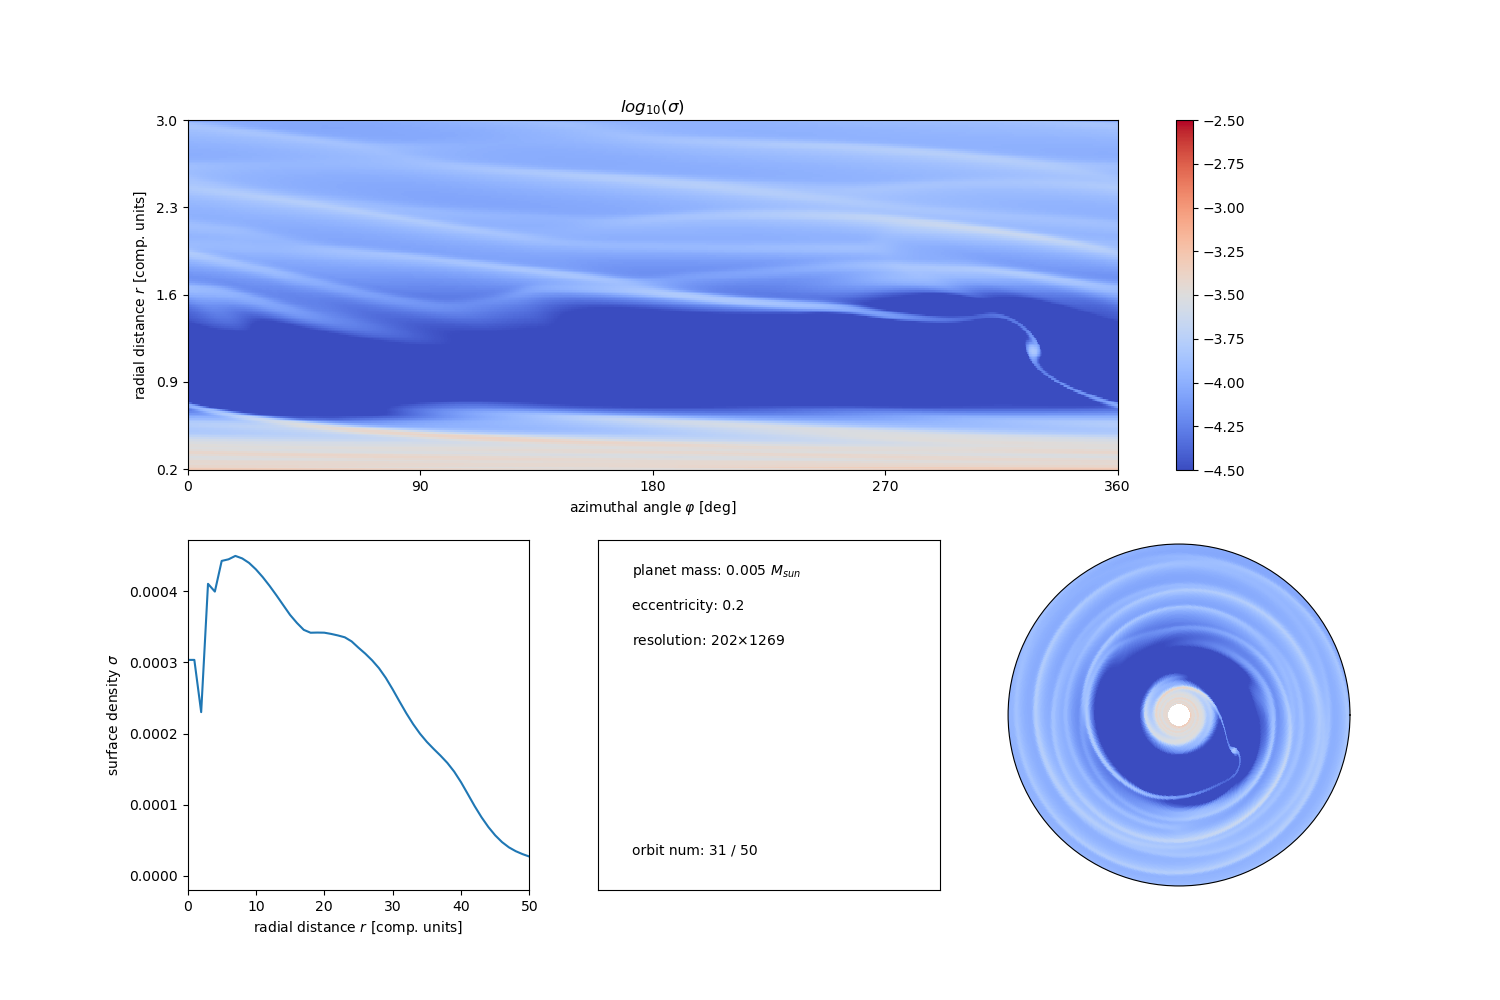 log₁₀(σ)
3.0
2.3
1.6
0.9
0.2
radial distance r [comp. units]
0 90 180 270 360
azimuthal angle φ [deg]
−2.50
−2.75
−3.00
−3.25
−3.50
−3.75
−4.00
−4.25
−4.50
0.0004
0.0003
0.0002
0.0001
0.0000
surface density σ
0 10 20 30 40 50
radial distance r [comp. units]
planet mass: 0.005 M_sun
eccentricity: 0.2
resolution: 202×1269
orbit num: 31 / 50